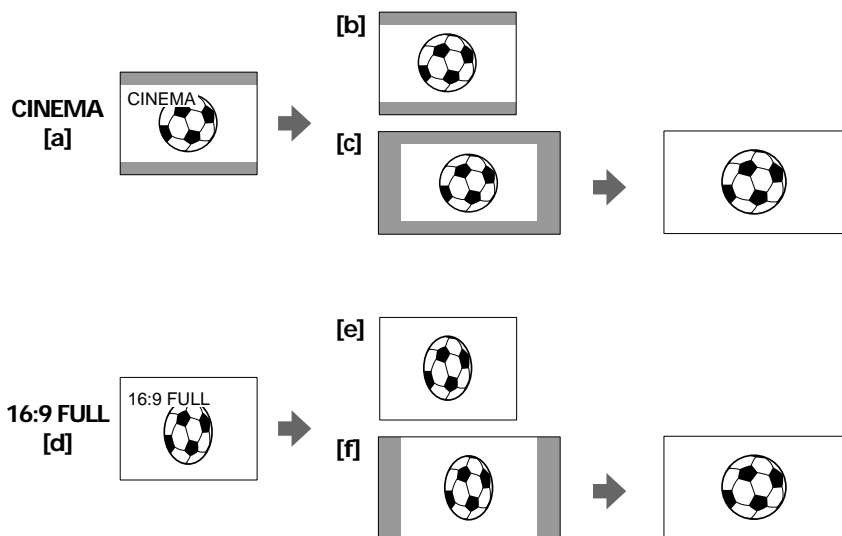 [b]
CINEMA
CINEMA
[a]
[c]
[e]
16:9 FULL
16:9 FULL
[d]
[f]